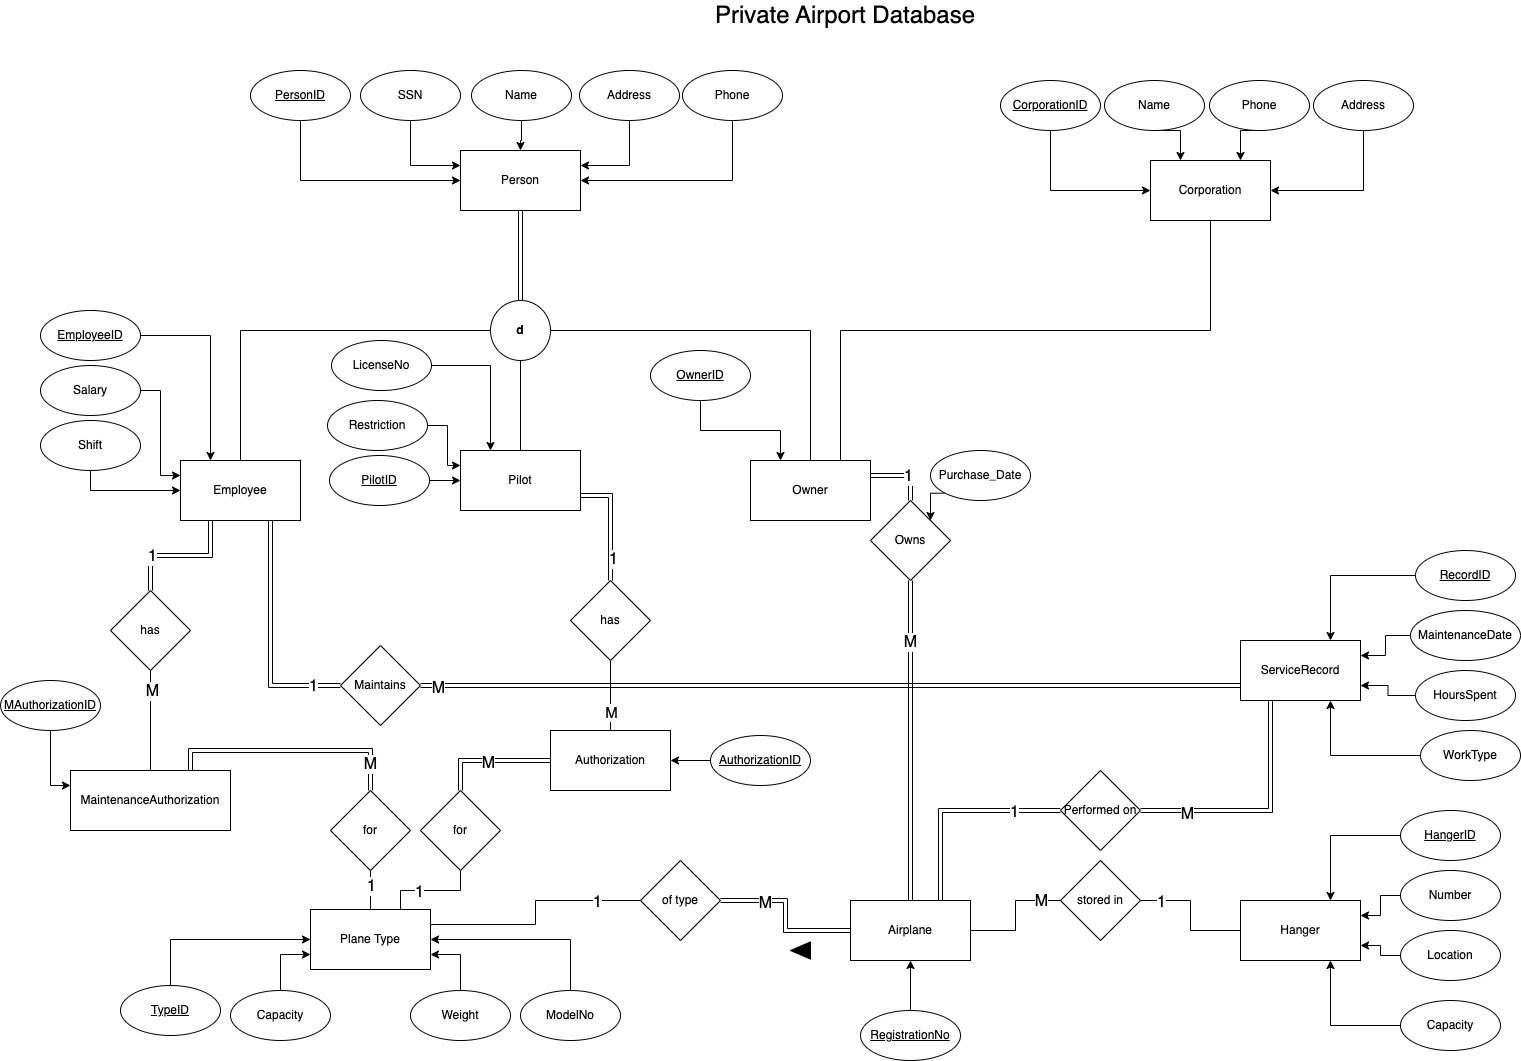 Private Airport Database
PersonID
SSN
Name
Address
Phone
CorporationID
Name
Phone
Address
Person
Corporation
d
EmployeeID
Salary
Shift
LicenseNo
Restriction
PilotID
OwnerID
Purchase_Date
Employee
Pilot
Owner
1
Owns
1
1
has
has
M
RecordID
MaintenanceDate
HoursSpent
WorkType
ServiceRecord
1
Maintains
M
M
M
MAuthorizationID
MaintenanceAuthorization
M
M
Authorization
AuthorizationID
for
for
1
1
1
Performed on
M
HangerID
Number
Location
Capacity
1
of type
M
Airplane
M
stored in
1
Hanger
Plane Type
TypeID
Capacity
Weight
ModelNo
RegistrationNo